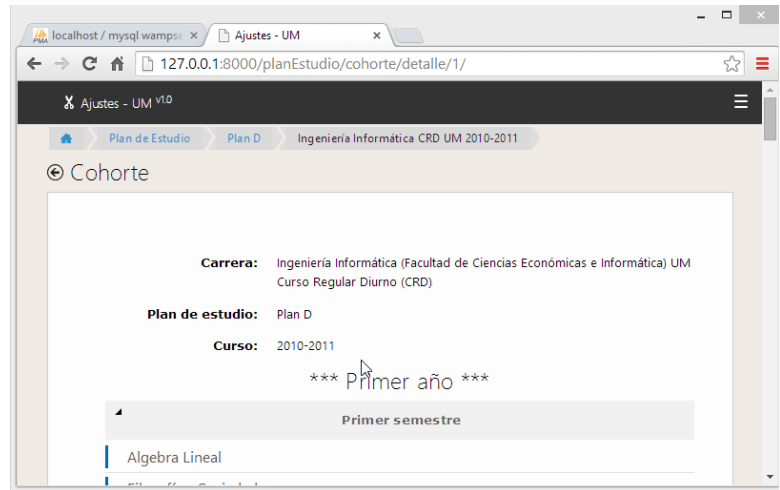 localhost / mysql wampse
Ajustes - UM
127.0.0.1:8000/planEstudio/cohorte/detalle/1/
Ajustes - UM v1.0
Plan de Estudio
Plan D
Ingeniería Informática CRD UM 2010-2011
Cohorte
Carrera: Ingeniería Informática (Facultad de Ciencias Económicas e Informática) UM
Curso Regular Diurno (CRD)
Plan de estudio: Plan D
Curso: 2010-2011
*** Primer año ***
Primer semestre
Algebra Lineal